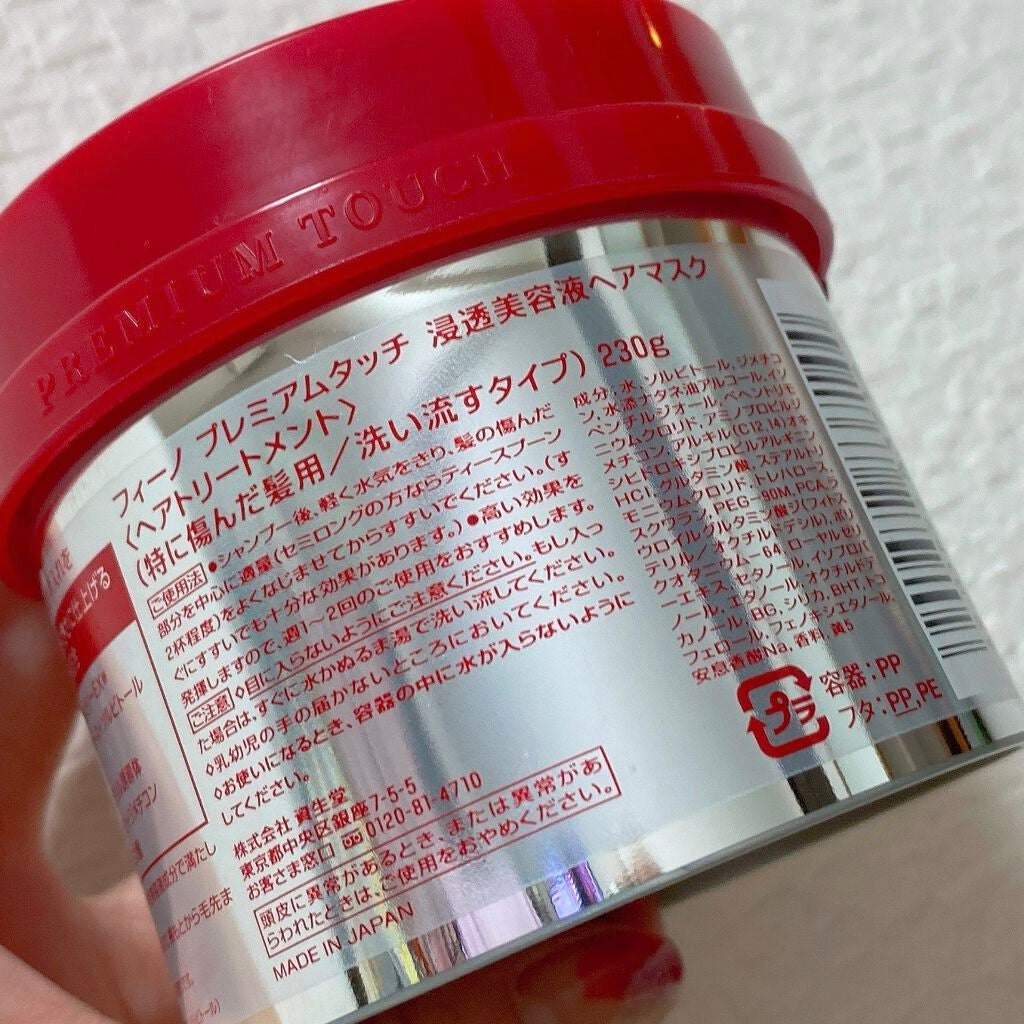 PREMIUM TOUCH
フィーノ プレミアムタッチ 浸透美容液ヘアマスク
〈ヘアトリートメント〉
(特に傷んだ髪用/洗い流すタイプ) 230g
ご使用法 ●シャンプー後、軽く水気をきり、髪の傷んだ
部分を中心に適量(セミロングの方ならティースプーン
2杯程度)をよくなじませてからすすいでください。(す
ぐにすすいでも十分な効果があります。) ●高い効果を
発揮しますので、週1~2回のご使用をおすすめします。
ご注意 ◊目に入らないようにご注意ください。もし入っ
た場合は、すぐに水かぬるま湯で洗い流してください。
◊乳幼児の手の届かないところにおいてください。
◊お使いになるとき、容器の中に水が入らないように
してください。
株式会社 資生堂
東京都中央区銀座7-5-5
お客さま窓口 0120-81-4710
頭皮に異常があるとき、または異常があ
らわれたときは、ご使用をおやめください。
MADE IN JAPAN
成分:水,ソルビトール,ジメチコ
ン,水添ナタネ油アルコール,イソ
ペンチルジオール,ベヘントリモ
ニウムクロリド,アミノプロピルジ
メチコン,アルキル(C12,14)オキ
シヒドロキシプロピルアルギニン
HCl,グルタミン酸,ステアルトリ
モニウムクロリド,トレハロース,
スクワラン,PEG-90M,PCA,ラ
ウロイルグルタミン酸ジ(フィトス
テリル/オクチルドデシル),ポリ
クオタニウム-64,ローヤルゼリ
ーエキス,セタノール,イソプロパ
ノール,エタノール,オクチルドデ
カノール,BG,シリカ,BHT,トコ
フェロール,フェノキシエタノール,
安息香酸Na,香料,黄5
プラ
容器:PP
フタ:PP,PE
仕上げる
ソルビトール
美容液成分で満たし
根もとから毛先ま